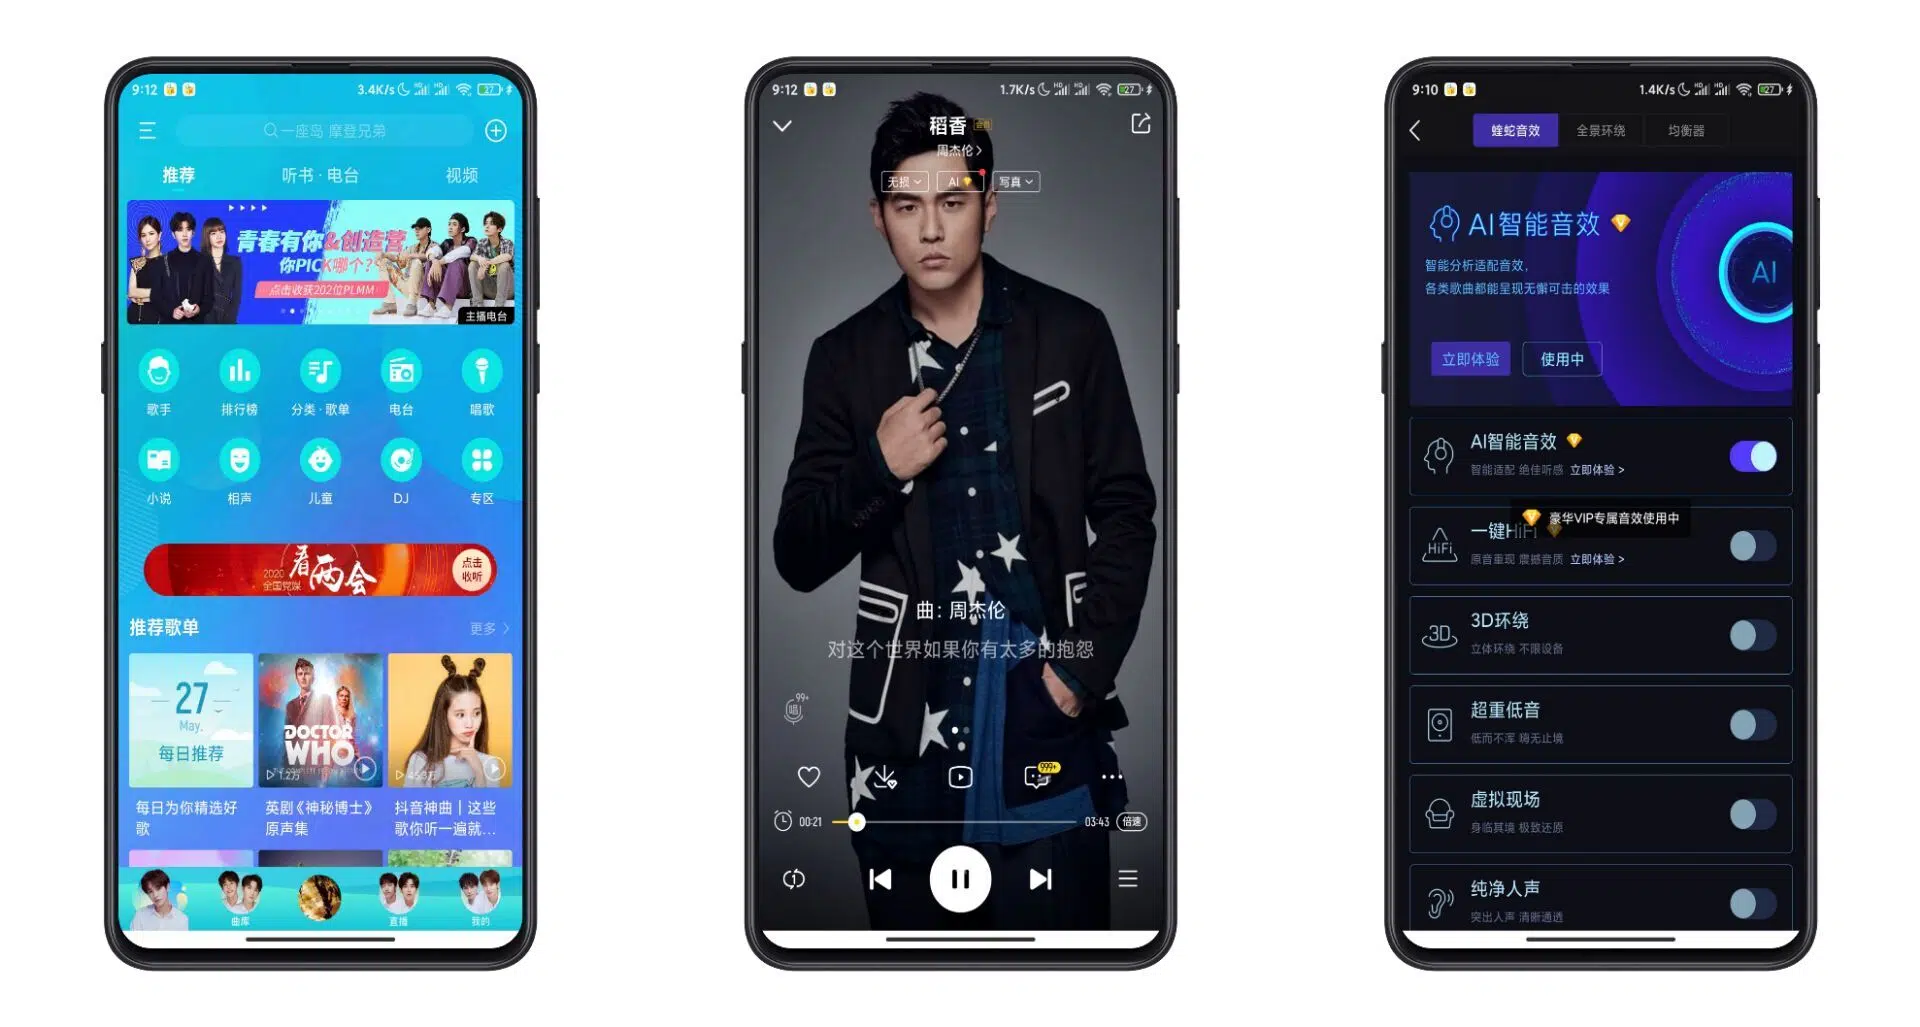 9:12
3.4K/s
27
一座岛 摩登兄弟
推荐
听书·电台
视频
青春有你&创造营
你PICK哪个?
点击收获202位PLMM
主播电台
歌手
排行榜
分类·歌单
电台
唱歌
小说
相声
儿童
DJ
专区
2020
全国党媒
看两会
点击
收听
推荐歌单
更多
27
May.
每日推荐
DOCTOR
WHO
1.2万
45.3万
每日为你精选好
歌
英剧《神秘博士》
原声集
抖音神曲丨这些
歌你听一遍就...
曲库
直播
我的
9:12
1.7K/s
27
稻香
周杰伦
无损
AI
写真
曲：周杰伦
对这个世界如果你有太多的抱怨
99+
唱
999+
00:21
03:43
倍速
9:10
1.4K/s
27
蝰蛇音效
全景环绕
均衡器
AI智能音效
智能分析适配音效，
各类歌曲都能呈现无懈可击的效果
AI
立即体验
使用中
AI智能音效
智能适配 绝佳听感 立即体验 >
豪华VIP专属音效使用中
HiFi
一键HiFi
原音重现 震撼音质 立即体验 >
3D
3D环绕
立体环绕 不限设备
超重低音
低而不浑 嗨无止境
虚拟现场
身临其境 极致还原
纯净人声
突出人声 清晰通透